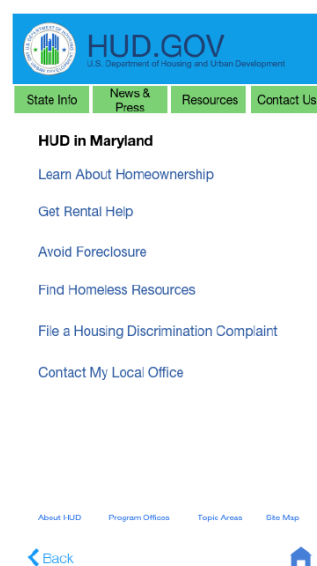 HUD.GOV
U.S. Department of Housing and Urban Development
State Info
News &
Press
Resources
Contact Us
HUD in Maryland
Learn About Homeownership
Get Rental Help
Avoid Foreclosure
Find Homeless Resources
File a Housing Discrimination Complaint
Contact My Local Office
About HUD Program Offices Topic Areas Site Map
Back